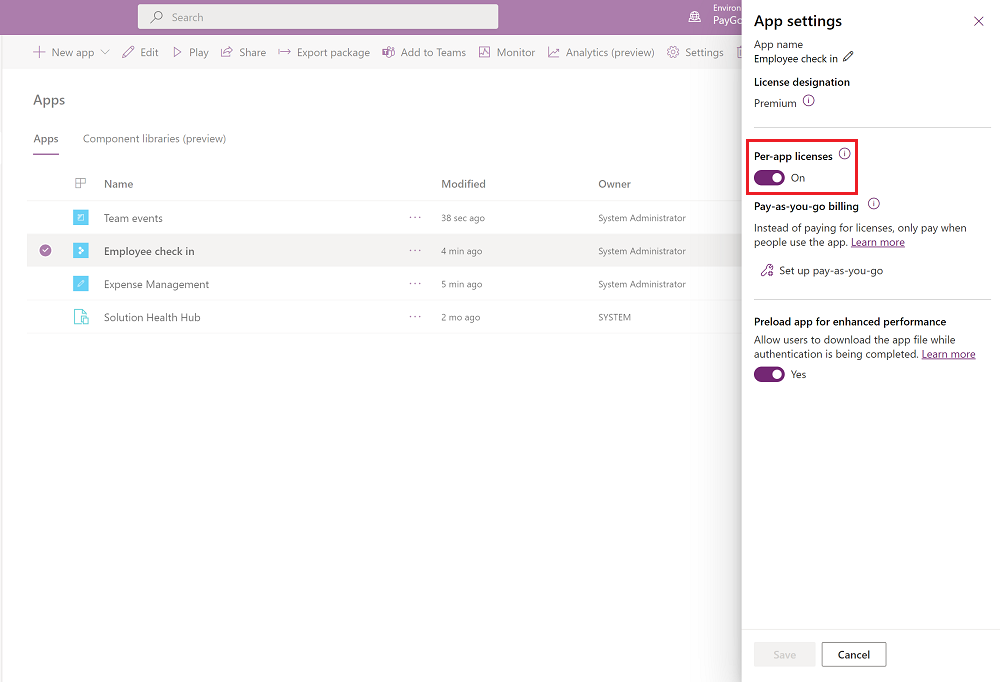 Search
Environ
PayGo
New app
Edit
Play
Share
Export package
Add to Teams
Monitor
Analytics (preview)
Settings
Apps
Apps
Component libraries (preview)
Name
Modified
Owner
Team events
...
38 sec ago
System Administrator
Employee check in
...
4 min ago
System Administrator
Expense Management
...
5 min ago
System Administrator
Solution Health Hub
...
2 mo ago
SYSTEM
App settings
App name
Employee check in
License designation
Premium
Per-app licenses
On
Pay-as-you-go billing
Instead of paying for licenses, only pay when
people use the app. Learn more
Set up pay-as-you-go
Preload app for enhanced performance
Allow users to download the app file while
authentication is being completed. Learn more
Yes
Save
Cancel